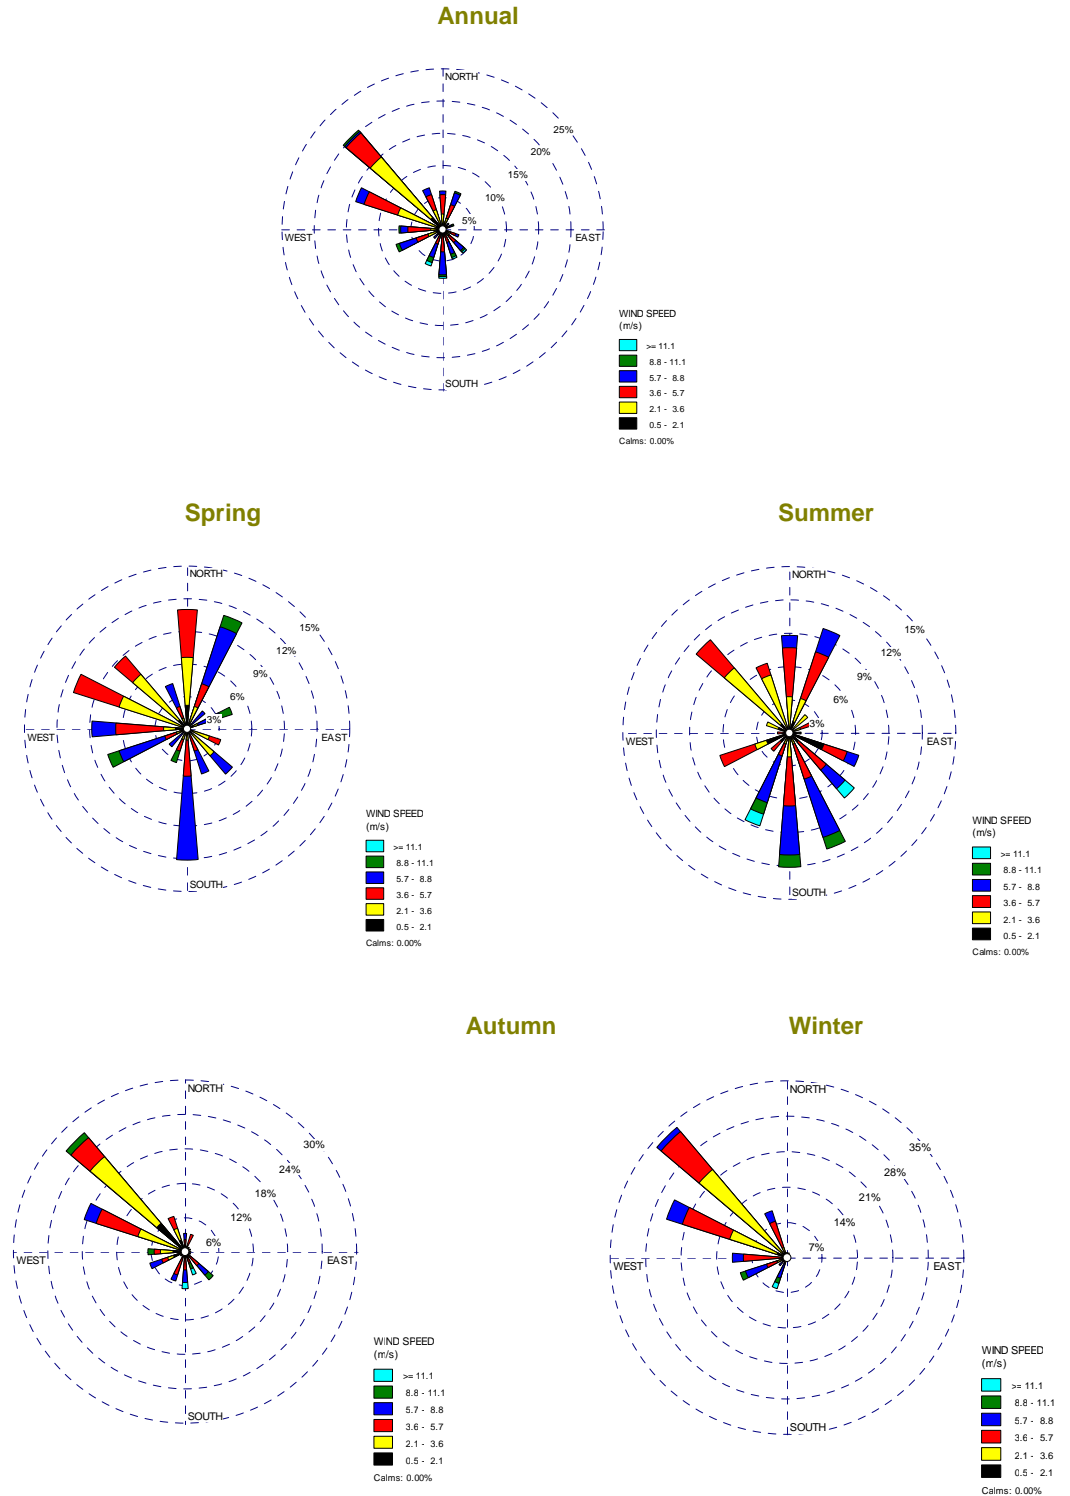 Annual
NORTH
25%
20%
15%
10%
5%
WEST
EAST
SOUTH
WIND SPEED
(m/s)
>= 11.1
8.8 - 11.1
5.7 - 8.8
3.6 - 5.7
2.1 - 3.6
0.5 - 2.1
Calms: 0.00%
Spring
NORTH
15%
12%
9%
6%
3%
WEST
EAST
SOUTH
WIND SPEED
(m/s)
>= 11.1
8.8 - 11.1
5.7 - 8.8
3.6 - 5.7
2.1 - 3.6
0.5 - 2.1
Calms: 0.00%
Summer
NORTH
15%
12%
9%
6%
3%
WEST
EAST
SOUTH
WIND SPEED
(m/s)
>= 11.1
8.8 - 11.1
5.7 - 8.8
3.6 - 5.7
2.1 - 3.6
0.5 - 2.1
Calms: 0.00%
Autumn
NORTH
30%
24%
18%
12%
6%
WEST
EAST
SOUTH
WIND SPEED
(m/s)
>= 11.1
8.8 - 11.1
5.7 - 8.8
3.6 - 5.7
2.1 - 3.6
0.5 - 2.1
Calms: 0.00%
Winter
NORTH
35%
28%
21%
14%
7%
WEST
EAST
SOUTH
WIND SPEED
(m/s)
>= 11.1
8.8 - 11.1
5.7 - 8.8
3.6 - 5.7
2.1 - 3.6
0.5 - 2.1
Calms: 0.00%